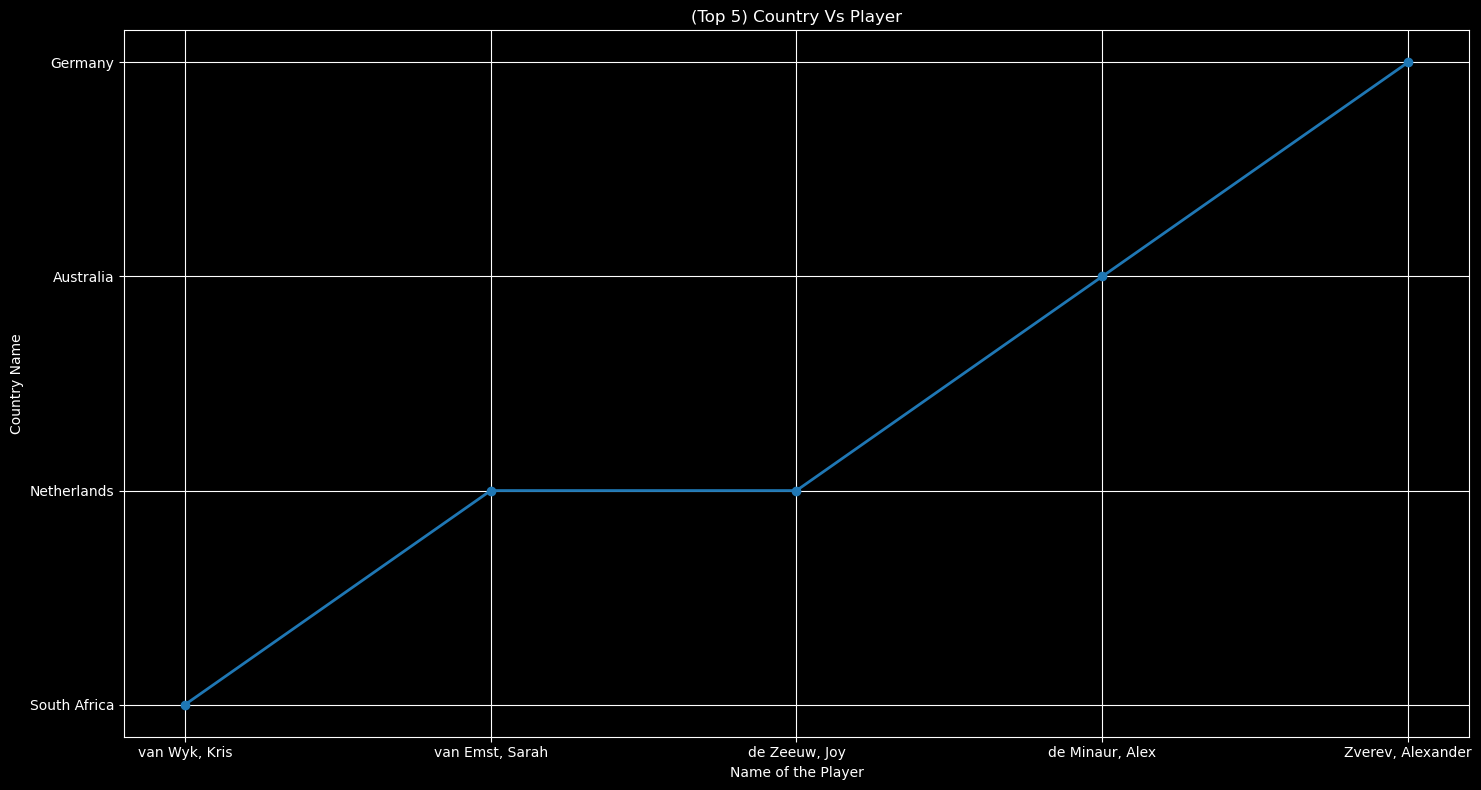 (Top 5) Country Vs Player
Germany
Australia
Netherlands
South Africa
Country Name
van Wyk, Kris
van Emst, Sarah
de Zeeuw, Joy
de Minaur, Alex
Zverev, Alexander
Name of the Player